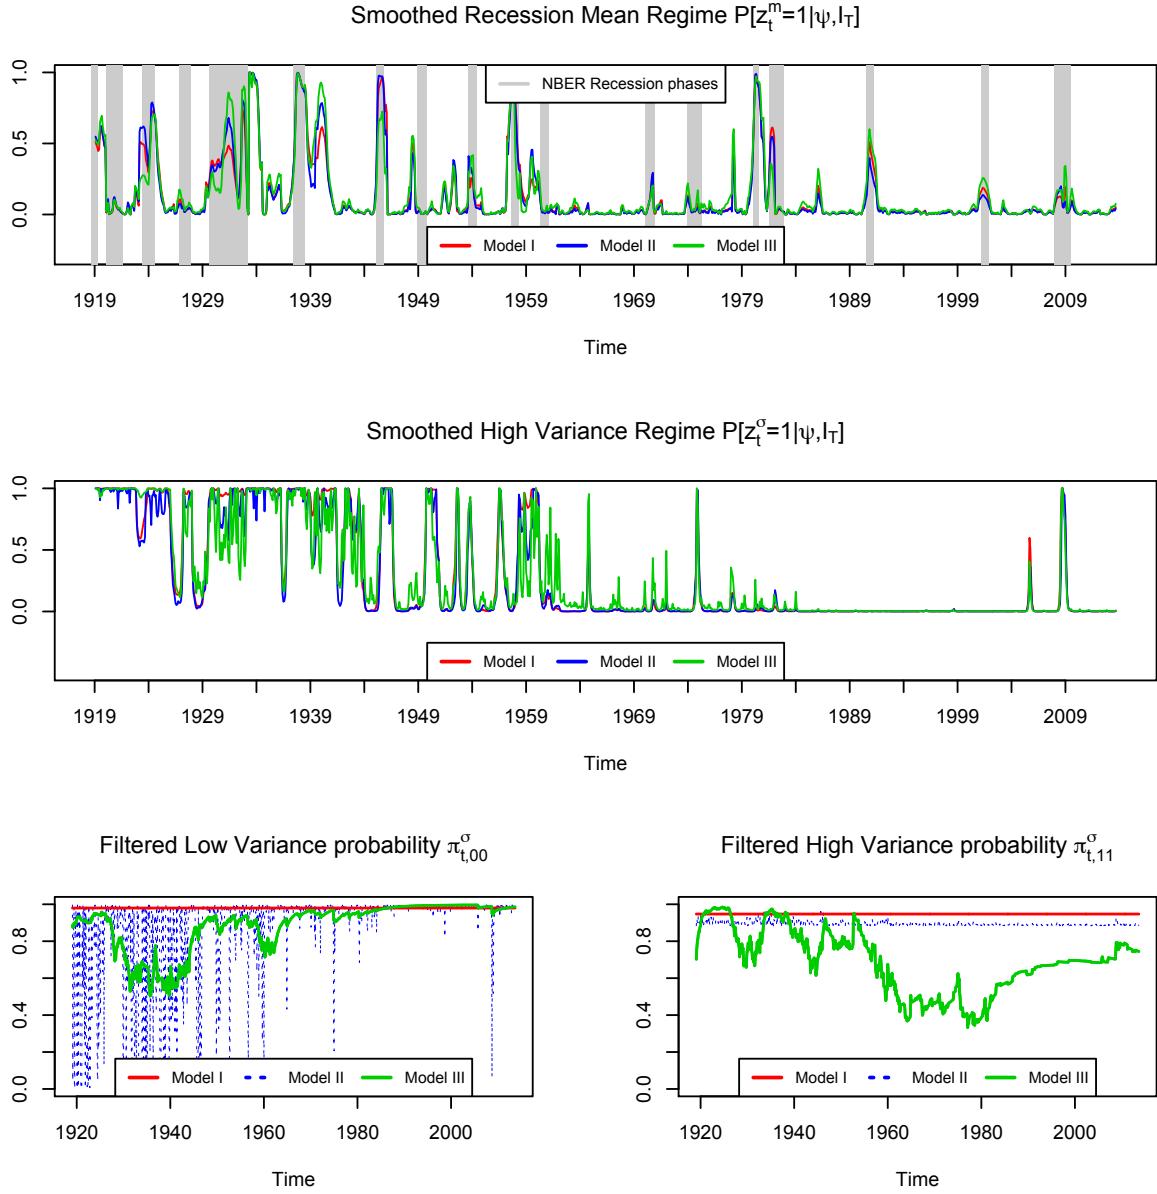 Smoothed Recession Mean Regime P[z_t^m=1|ψ,I_T]
NBER Recession phases
1.0
0.5
0.0
Model I Model II Model III
1919 1929 1939 1949 1959 1969 1979 1989 1999 2009
Time
Smoothed High Variance Regime P[z_t^σ=1|ψ,I_T]
1.0
0.5
0.0
Model I Model II Model III
1919 1929 1939 1949 1959 1969 1979 1989 1999 2009
Time
Filtered Low Variance probability π_{t,00}^σ
0.8
0.4
0.0
Model I Model II Model III
1920 1940 1960 1980 2000
Time
Filtered High Variance probability π_{t,11}^σ
0.8
0.4
0.0
Model I Model II Model III
1920 1940 1960 1980 2000
Time